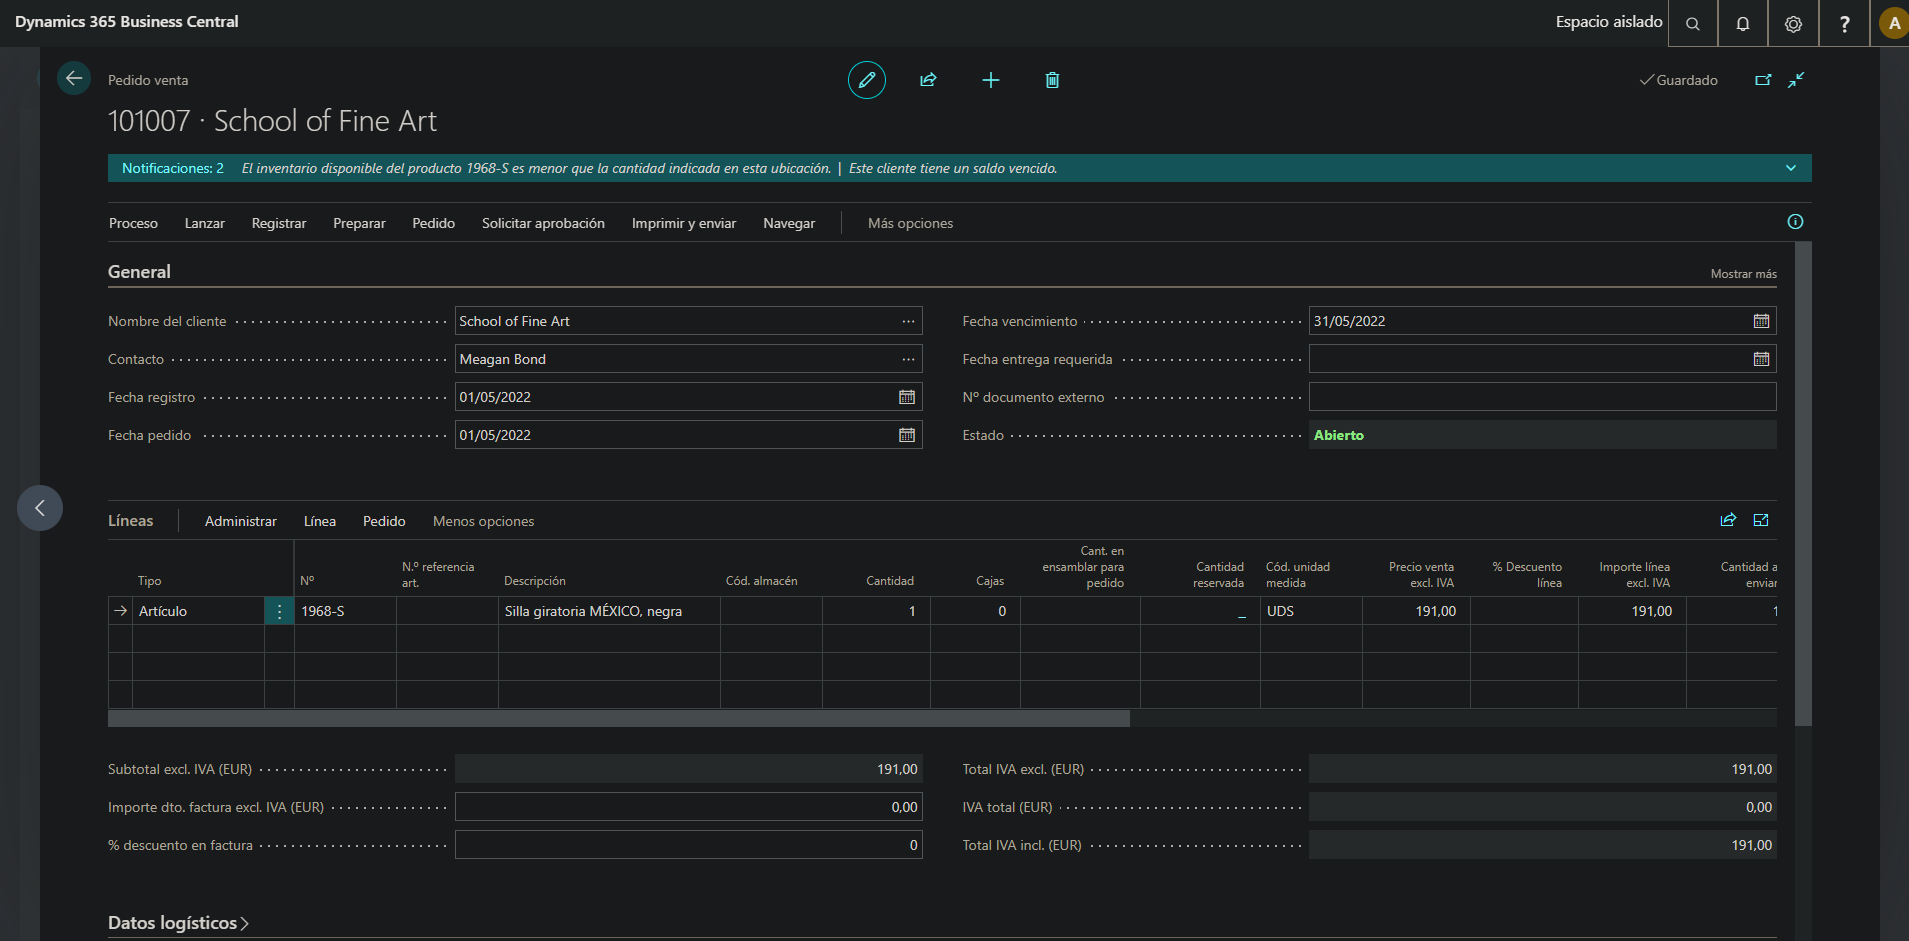 Dynamics 365 Business Central
Espacio aislado
?
A
Pedido venta
Guardado
101007 · School of Fine Art
Notificaciones: 2 El inventario disponible del producto 1968-S es menor que la cantidad indicada en esta ubicación. | Este cliente tiene un saldo vencido.
Proceso Lanzar Registrar Preparar Pedido Solicitar aprobación Imprimir y enviar Navegar Más opciones
General
Mostrar más
Nombre del cliente School of Fine Art
Contacto Meagan Bond
Fecha registro 01/05/2022
Fecha pedido 01/05/2022
Fecha vencimiento 31/05/2022
Fecha entrega requerida
Nº documento externo
Estado Abierto
Líneas Administrar Línea Pedido Menos opciones
Tipo
Nº
N.º referencia
art.
Descripción
Cód. almacén
Cantidad
Cajas
Cant. en
ensamblar para
pedido
Cantidad
reservada
Cód. unidad
medida
Precio venta
excl. IVA
% Descuento
línea
Importe línea
excl. IVA
Cantidad a
enviar
Artículo 1968-S Silla giratoria MÉXICO, negra 1 0 _ UDS 191,00 191,00 1
Subtotal excl. IVA (EUR) 191,00
Importe dto. factura excl. IVA (EUR) 0,00
% descuento en factura 0
Total IVA excl. (EUR) 191,00
IVA total (EUR) 0,00
Total IVA incl. (EUR) 191,00
Datos logísticos